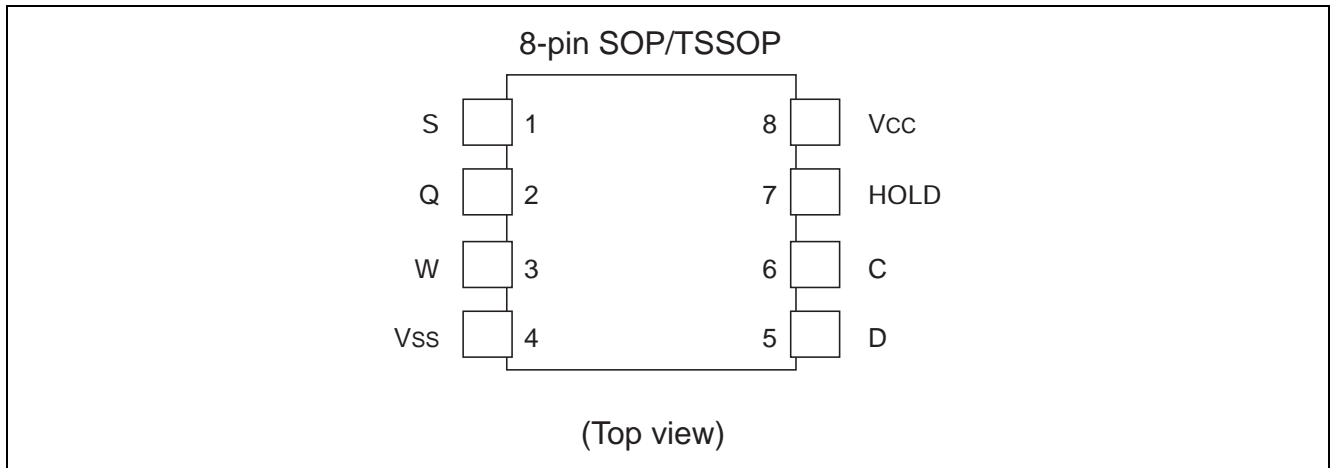 8-pin SOP/TSSOP
S 1 8 VCC
Q 2 7 HOLD
W 3 6 C
VSS 4 5 D
(Top view)